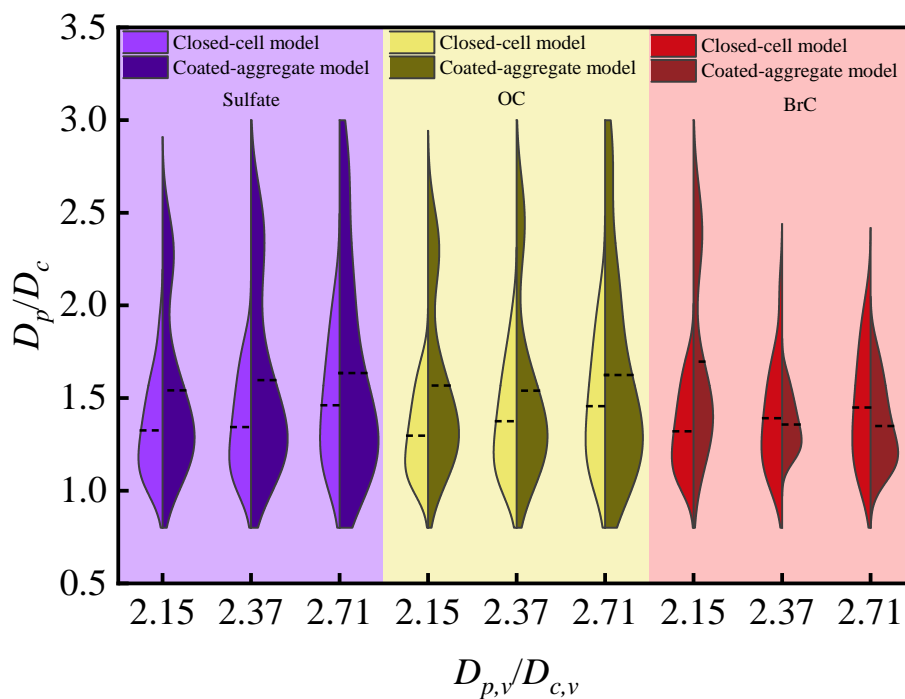 3.5
3.0
2.5
2.0
1.5
1.0
0.5
D_p/D_c
Closed-cell model
Coated-aggregate model
Sulfate
Closed-cell model
Coated-aggregate model
OC
Closed-cell model
Coated-aggregate model
BrC
2.15 2.37 2.71 2.15 2.37 2.71 2.15 2.37 2.71
D_{p,v}/D_{c,v}